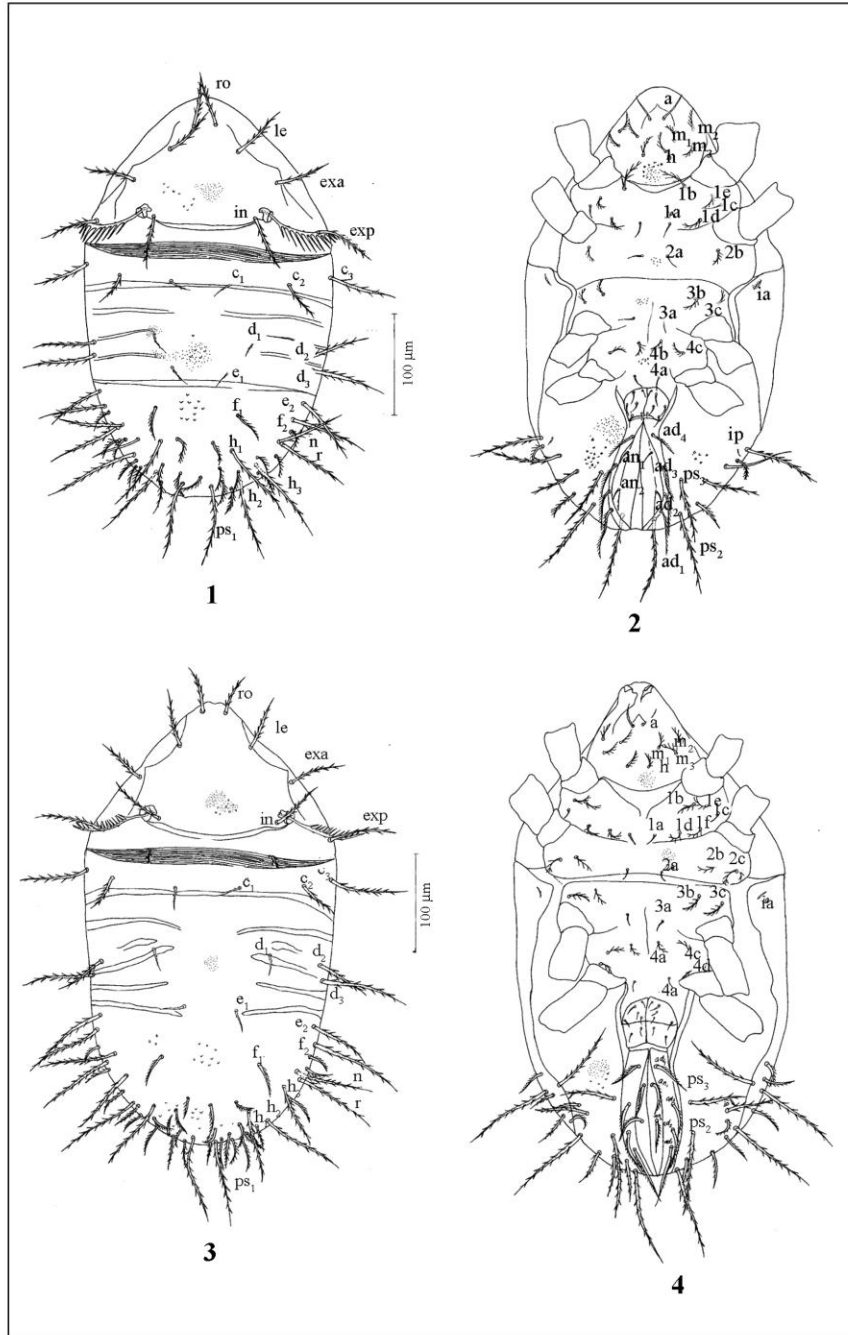 ro
le
exa
in
exp
c1
c2
c3
d1
d2
d3
e1
e2
f1
f2
n
r
h1
h2
h3
ps1
100 µm
1
a
m1
m2
m3
h
1b
1e
1c
1a
1d
2a
2b
ia
3b
3a
3c
4b
4c
4a
ad4
ip
an1
ad3
ps3
an2
ad2
ps2
ad1
2
ro
le
exa
in
exp
c1
c2
c3
d1
d2
d3
e1
e2
f1
f2
n
r
h
h
h
ps1
100 µm
3
a
m1
m2
m3
h
1b
1e
1c
1a
1d
1f
2a
2b
2c
3b
3c
ia
3a
4a
4c
4d
4a
ps3
ps2
4